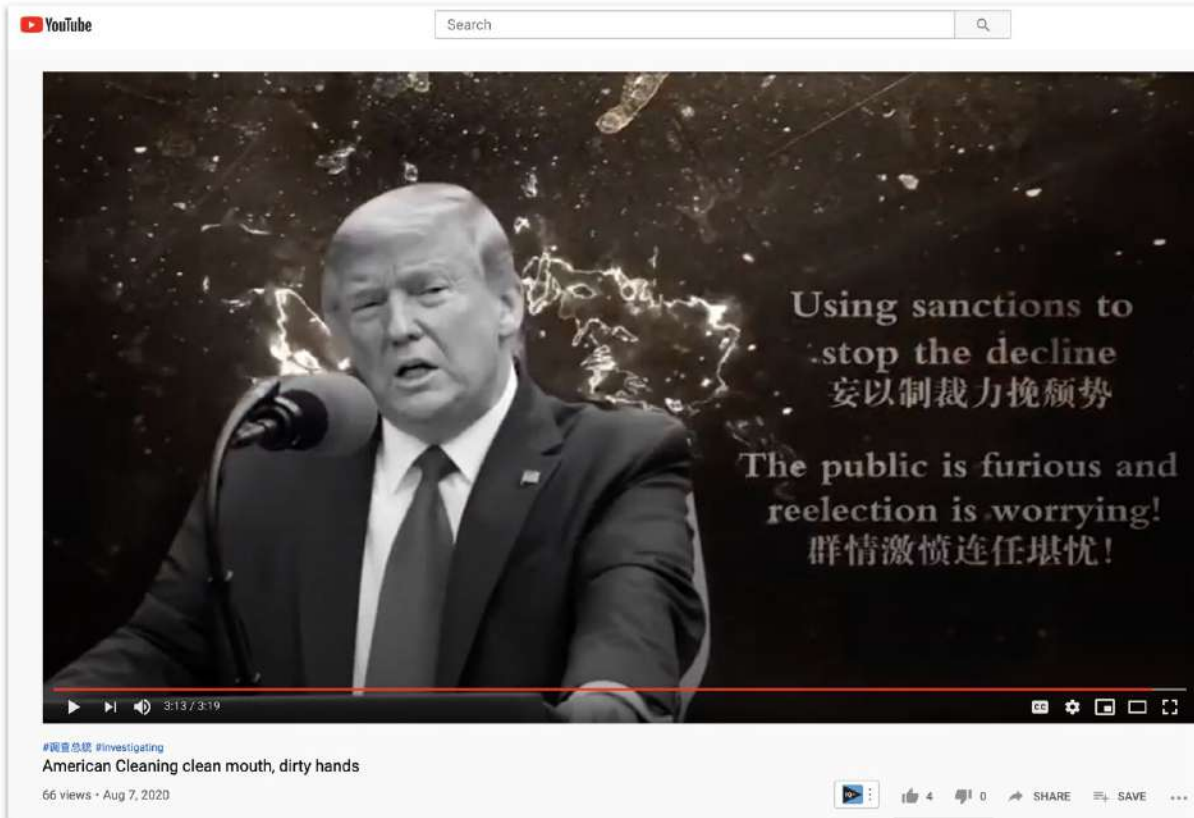 YouTube
Search
Using sanctions to
stop the decline
妄以制裁力挽颓势
The public is furious and
reelection is worrying!
群情激愤连任堪忧!
3:13 / 3:19
CC
#调查总统 #investigating
American Cleaning clean mouth, dirty hands
66 views • Aug 7, 2020
4
0
SHARE
SAVE